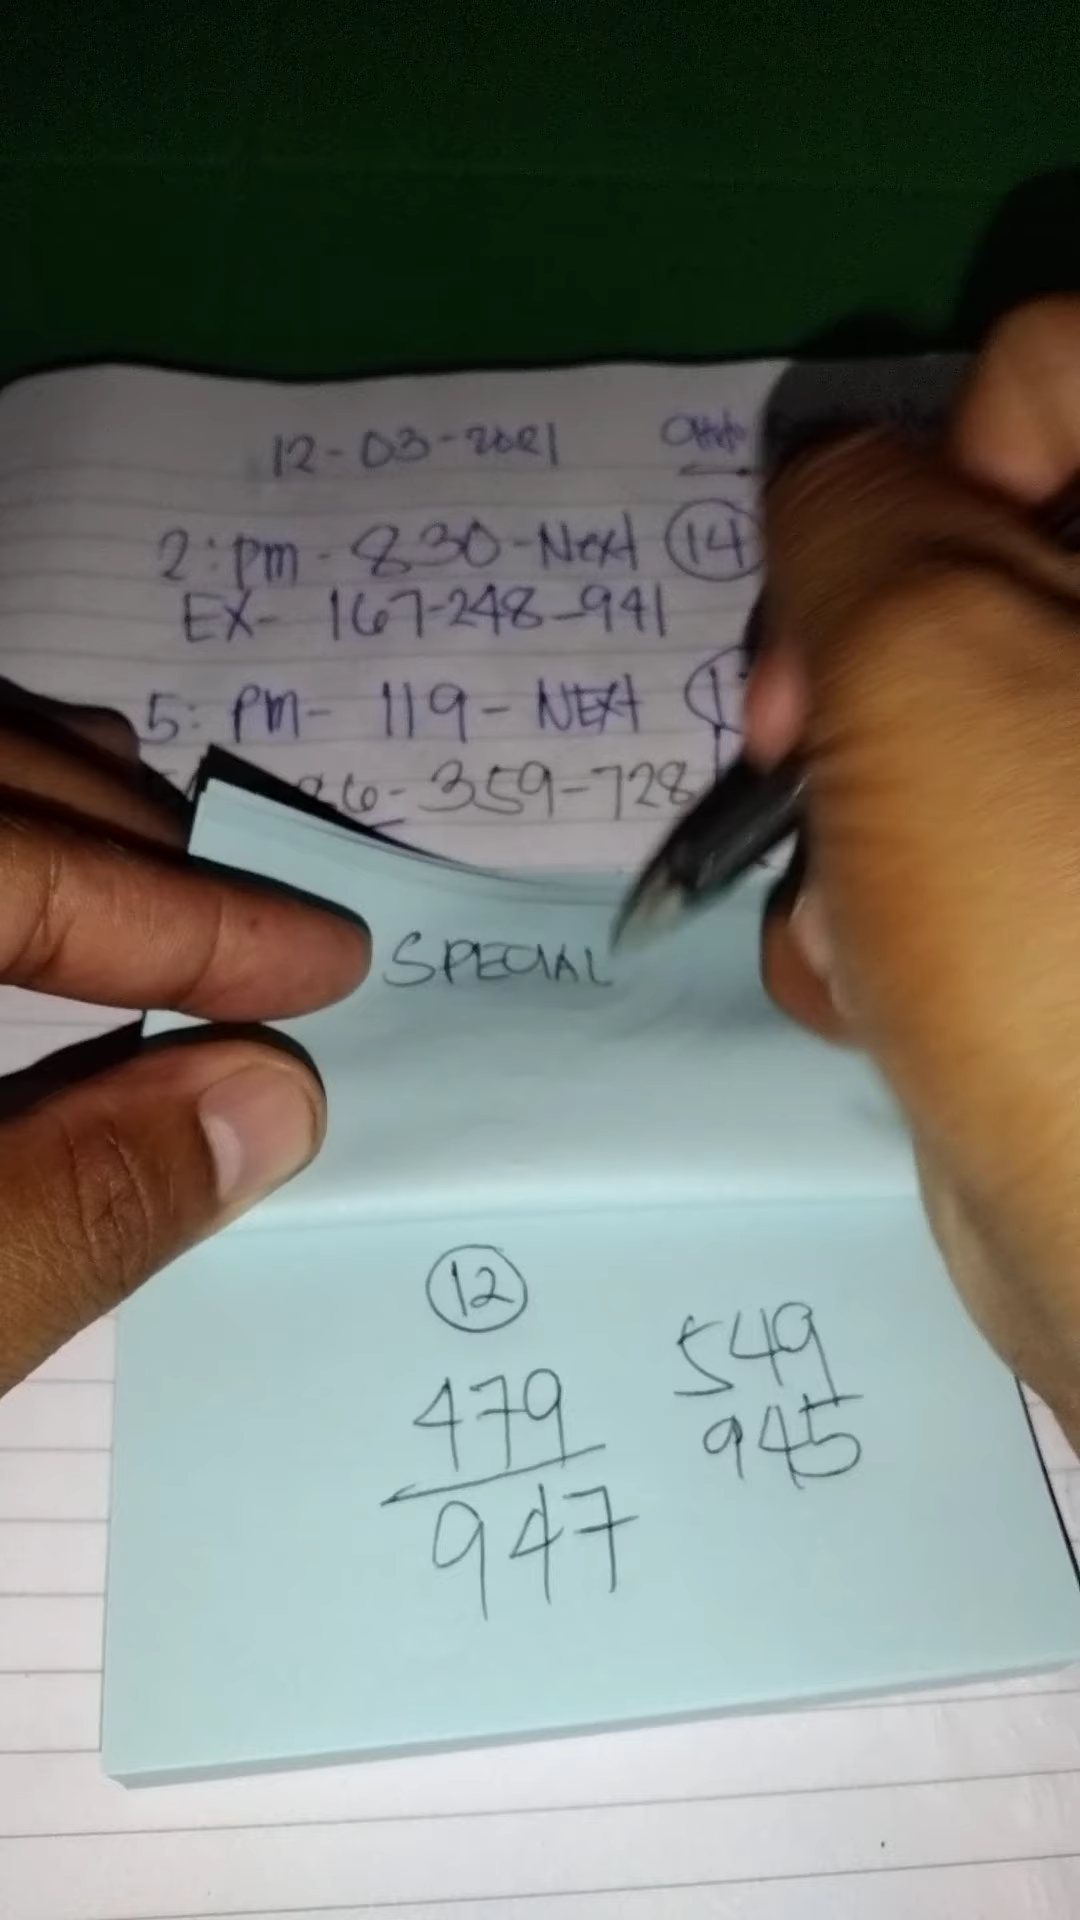 12-03-2021
2:pm - 830-Next 14
EX- 167-248-941
5: PM- 119- NEXT
6- 359-728
SPECIAL
12
479
947
549
945